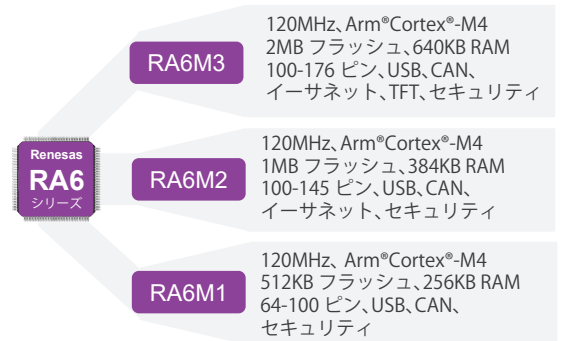 Renesas
RA6
シリーズ
RA6M3
120MHz、Arm®Cortex®-M4
2MB フラッシュ、640KB RAM
100-176 ピン、USB、CAN、
イーサネット、TFT、セキュリティ
RA6M2
120MHz、Arm®Cortex®-M4
1MB フラッシュ、384KB RAM
100-145 ピン、USB、CAN、
イーサネット、セキュリティ
RA6M1
120MHz、Arm®Cortex®-M4
512KB フラッシュ、256KB RAM
64-100 ピン、USB、CAN、
セキュリティ